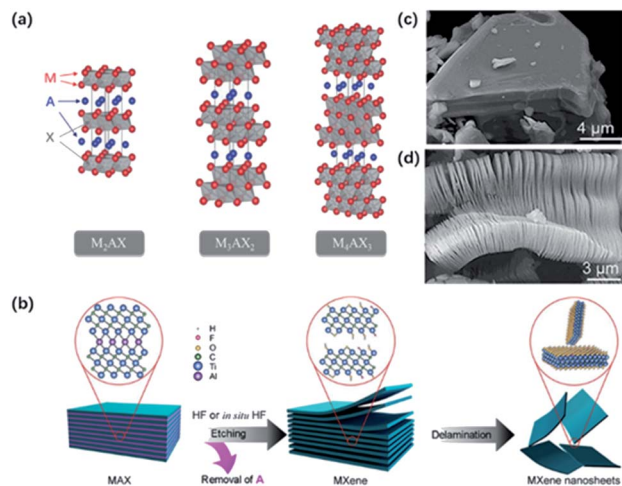 (a)
M
A
X
M₂AX
M₃AX₂
M₄AX₃
(c)
4 μm
(d)
3 μm
(b)
H
F
O
C
Ti
Al
HF or in situ HF
Etching
Removal of A
Delamination
MAX
MXene
MXene nanosheets